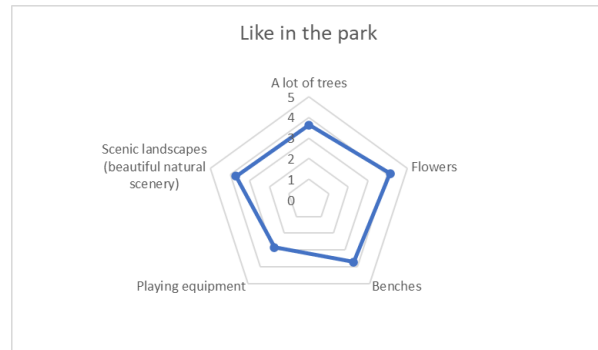 Like in the park
A lot of trees
5
4
3
2
1
0
Scenic landscapes
(beautiful natural
scenery)
Flowers
Playing equipment
Benches